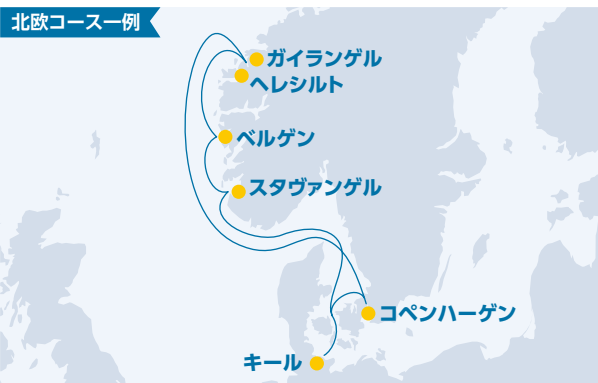 北欧コース一例
ガイランゲル
ヘレシルト
ベルゲン
スタヴァンゲル
コペンハーゲン
キール